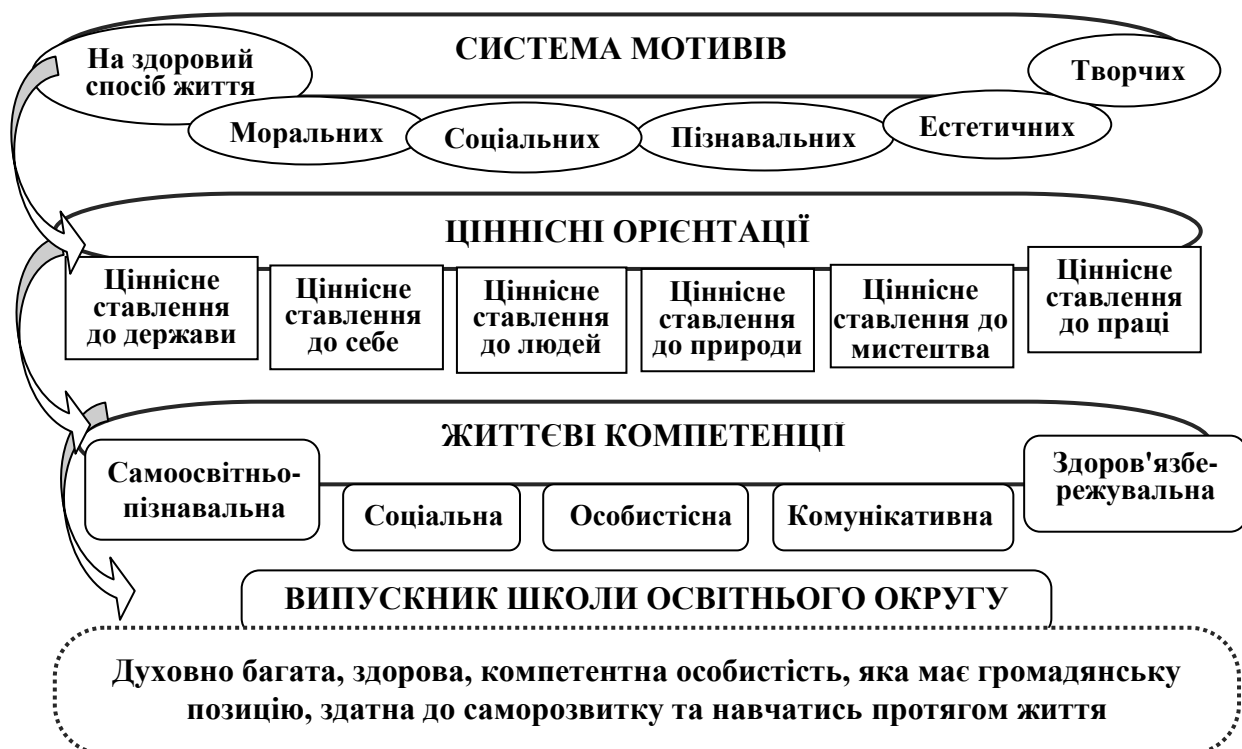 СИСТЕМА МОТИВІВ
На здоровий
спосіб життя
Моральних
Соціальних
Пізнавальних
Естетичних
Творчих
ЦІННІСНІ ОРІЄНТАЦІЇ
Ціннісне
ставлення
до держави
Ціннісне
ставлення
до себе
Ціннісне
ставлення
до людей
Ціннісне
ставлення
до природи
Ціннісне
ставлення до
мистецтва
Ціннісне
ставлення
до праці
ЖИТТЄВІ КОМПЕТЕНЦІЇ
Самоосвітньо-
пізнавальна
Соціальна
Особистісна
Комунікативна
Здоров'язбе-
режувальна
ВИПУСКНИК ШКОЛИ ОСВІТНЬОГО ОКРУГУ
Духовно багата, здорова, компетентна особистість, яка має громадянську
позицію, здатна до саморозвитку та навчатись протягом життя